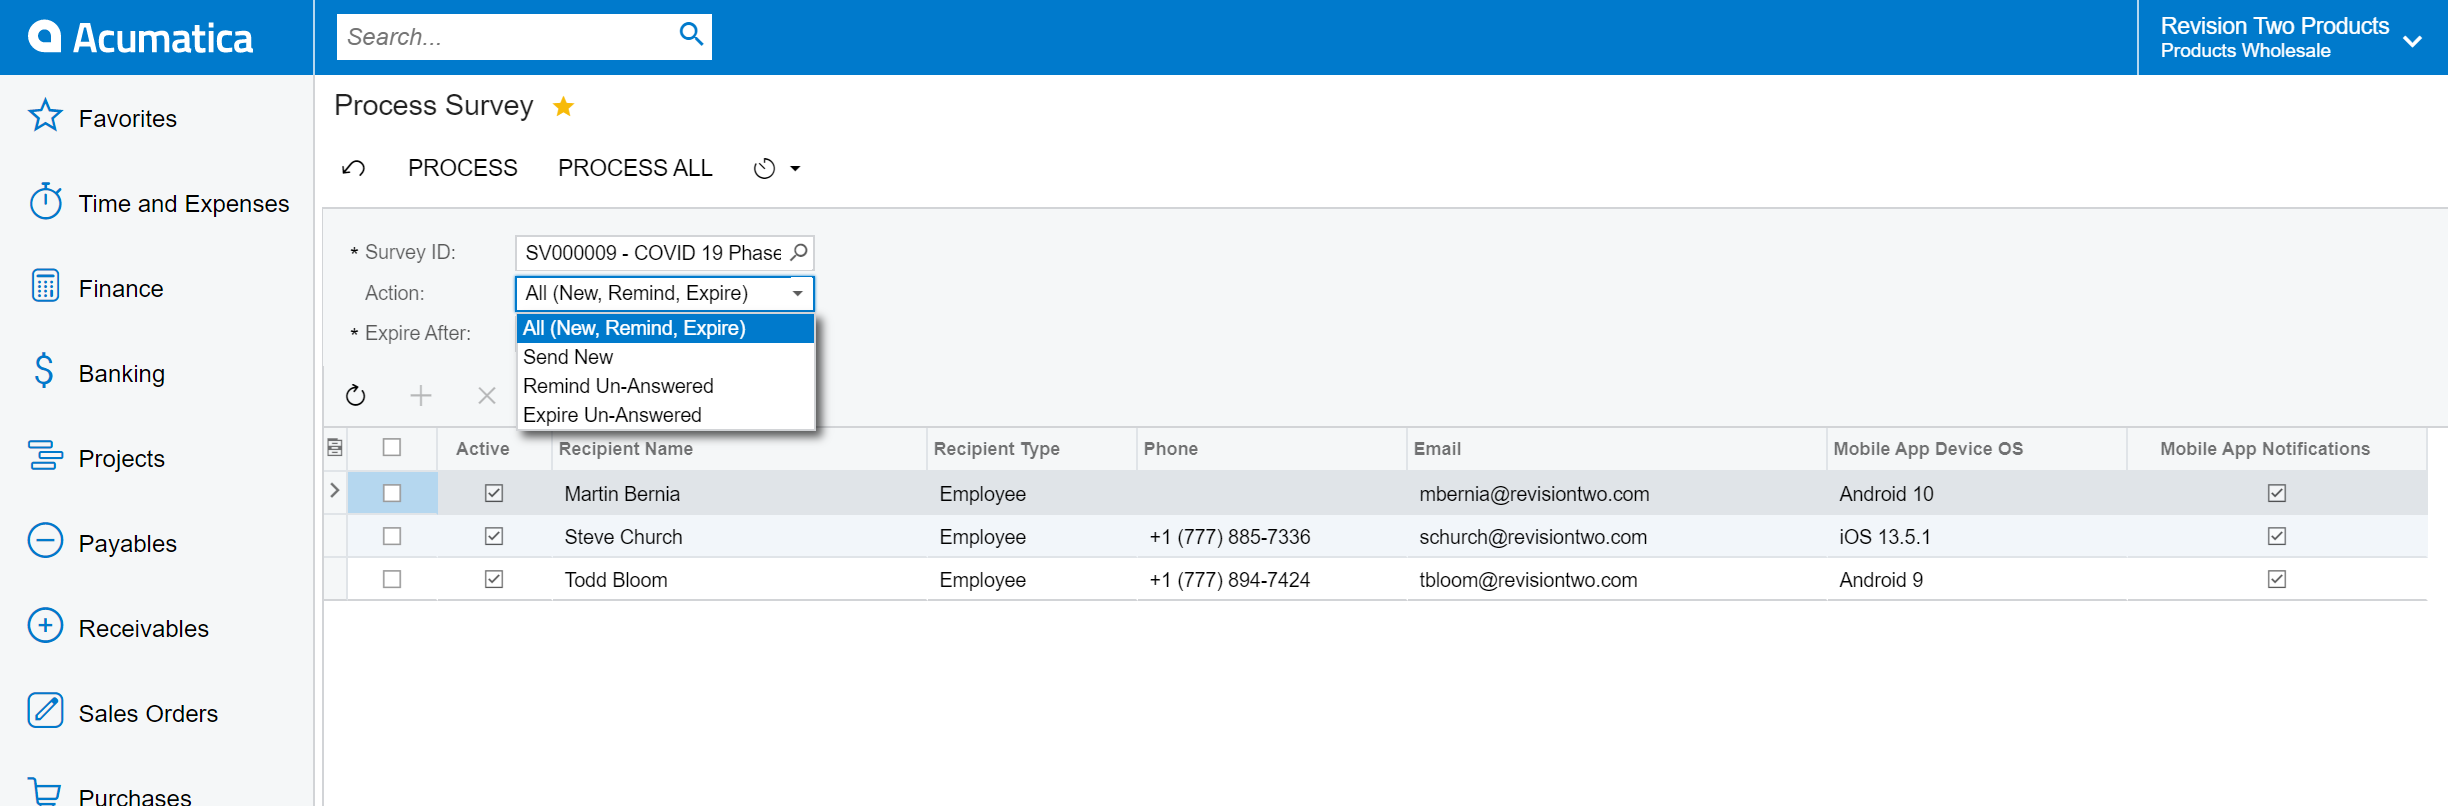 Acumatica
Search...
Revision Two Products
Products Wholesale
Favorites
Time and Expenses
Finance
Banking
Projects
Payables
Receivables
Sales Orders
Purchases
Process Survey
PROCESS PROCESS ALL
* Survey ID: SV000009 - COVID 19 Phase
Action: All (New, Remind, Expire)
* Expire After:
All (New, Remind, Expire)
Send New
Remind Un-Answered
Expire Un-Answered
Active Recipient Name Recipient Type Phone Email Mobile App Device OS Mobile App Notifications
Martin Bernia Employee mbernia@revisiontwo.com Android 10
Steve Church Employee +1 (777) 885-7336 schurch@revisiontwo.com iOS 13.5.1
Todd Bloom Employee +1 (777) 894-7424 tbloom@revisiontwo.com Android 9